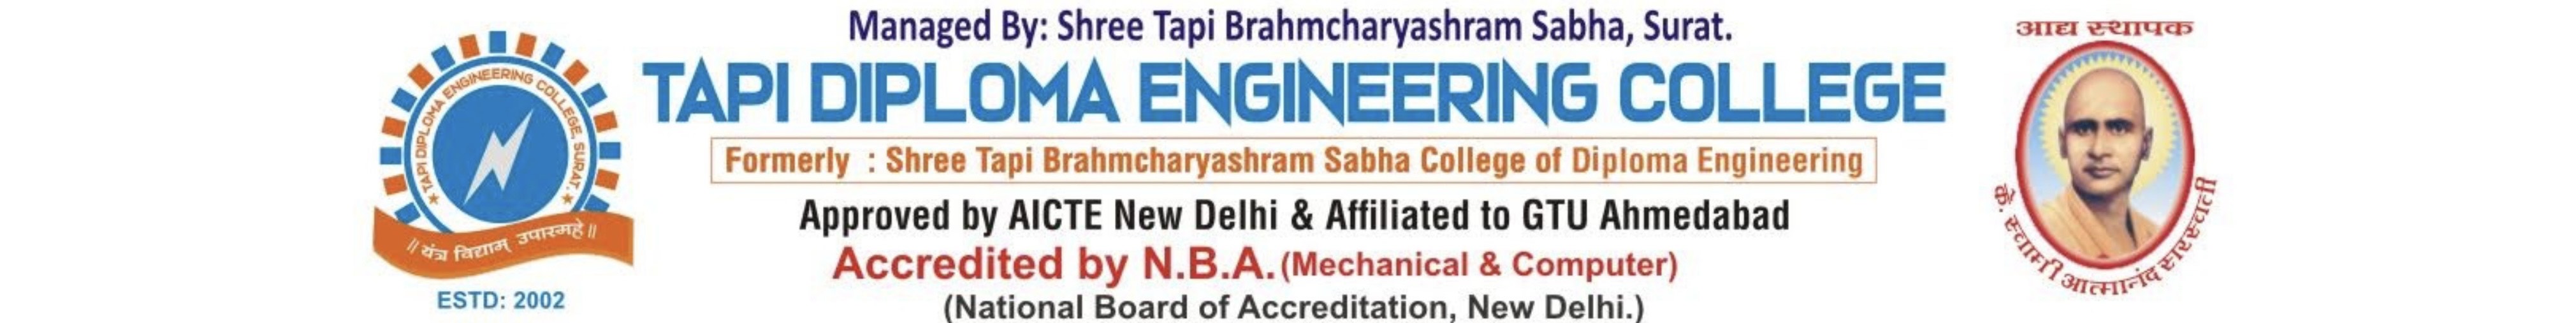 Managed By: Shree Tapi Brahmcharyashram Sabha, Surat.
TAPI DIPLOMA ENGINEERING COLLEGE
Formerly : Shree Tapi Brahmcharyashram Sabha College of Diploma Engineering
Approved by AICTE New Delhi & Affiliated to GTU Ahmedabad
Accredited by N.B.A. (Mechanical & Computer)
(National Board of Accreditation, New Delhi.)
★ TAPI DIPLOMA ENGINEERING COLLEGE, SURAT. ★
|| यंत्र विद्याम् उपास्महे ||
ESTD: 2002
आद्य स्थापक
कै. स्वामी आत्मानंद सरस्वती